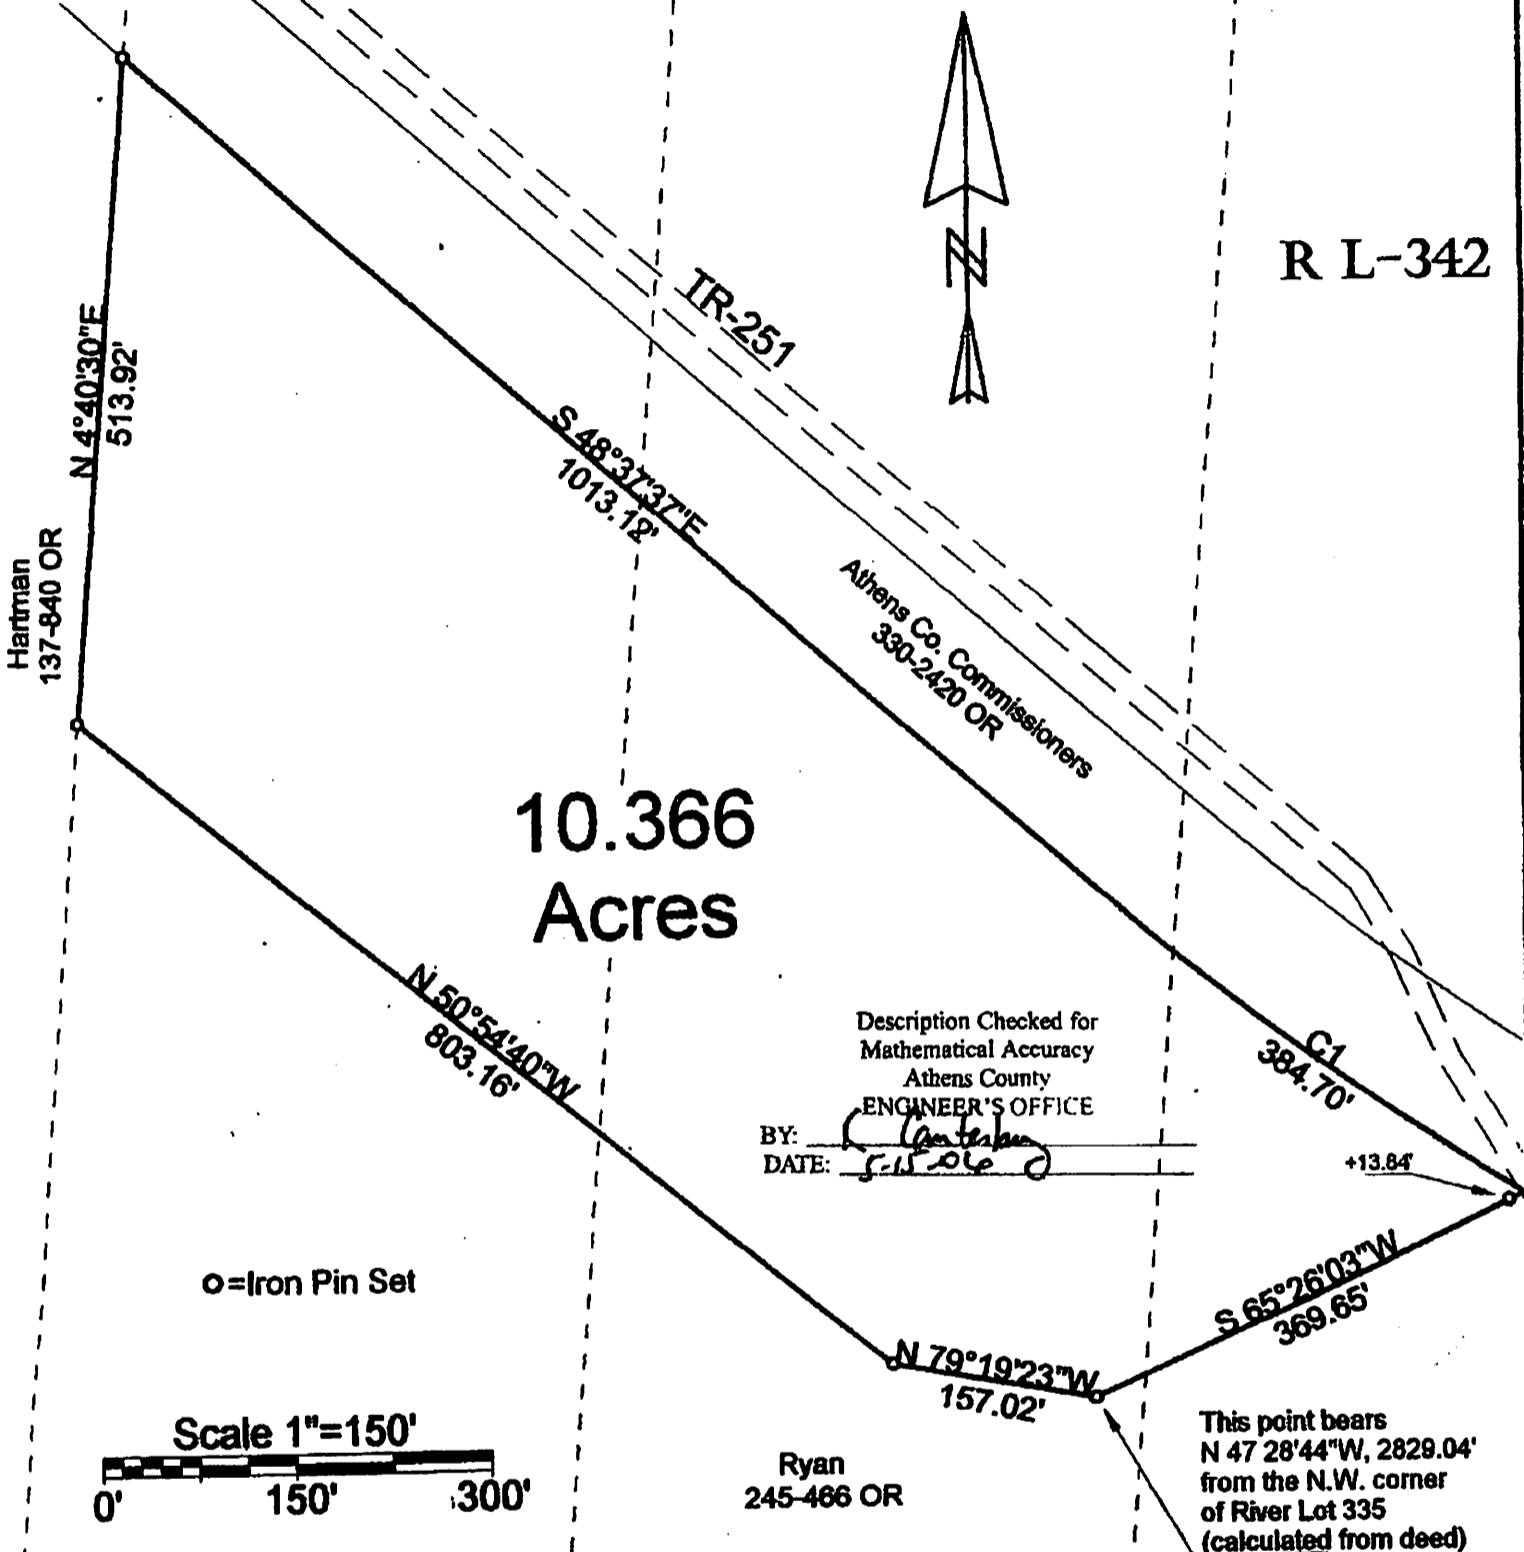 N
R L-342
TR-251
N 4°40'30"E
513.92'
S 48°37'37"E
1013.12'
Hartman
137-840 OR
Athens Co. Commissioners
330-2420 OR
10.366
Acres
N 50°54'40"W
803.16'
Description Checked for
Mathematical Accuracy
Athens County
ENGINEER'S OFFICE
BY: C Canterbury
DATE: 5-15-06
C1
384.70'
+13.84'
S 65°26'03"W
369.65'
o=Iron Pin Set
N 79°19'23"W
157.02'
Scale 1"=150'
0' 150' 300'
Ryan
245-466 OR
This point bears
N 47 28'44"W, 2829.04'
from the N.W. corner
of River Lot 335
(calculated from deed)